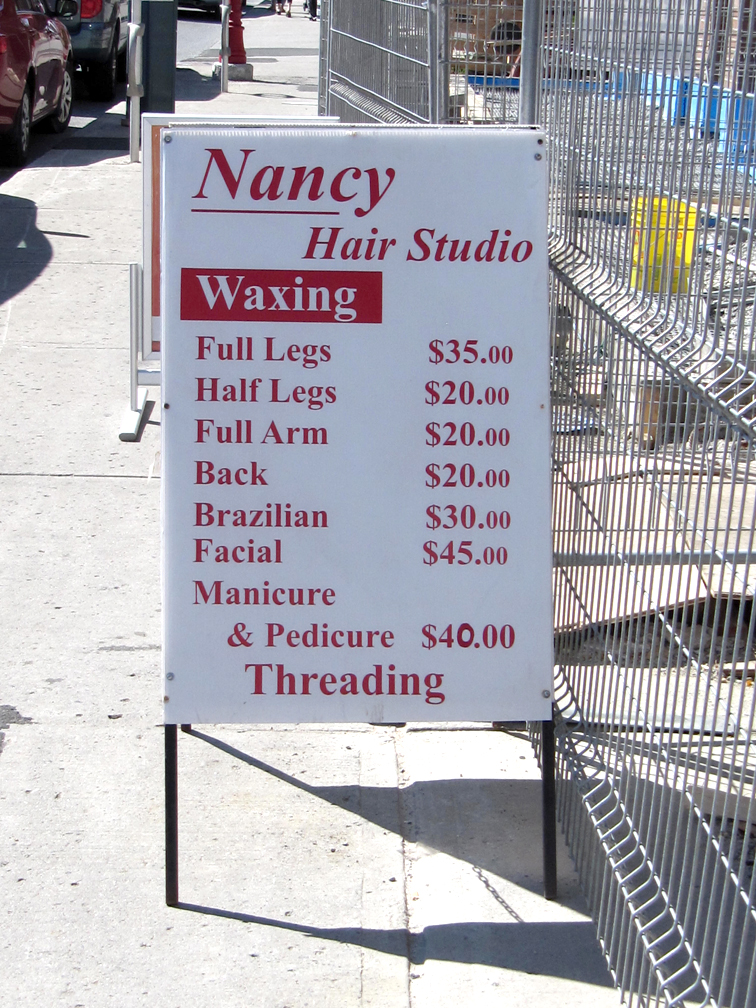 Nancy
Hair Studio
Waxing
Full Legs $35.00
Half Legs $20.00
Full Arm $20.00
Back $20.00
Brazilian $30.00
Facial $45.00
Manicure
& Pedicure $40.00
Threading